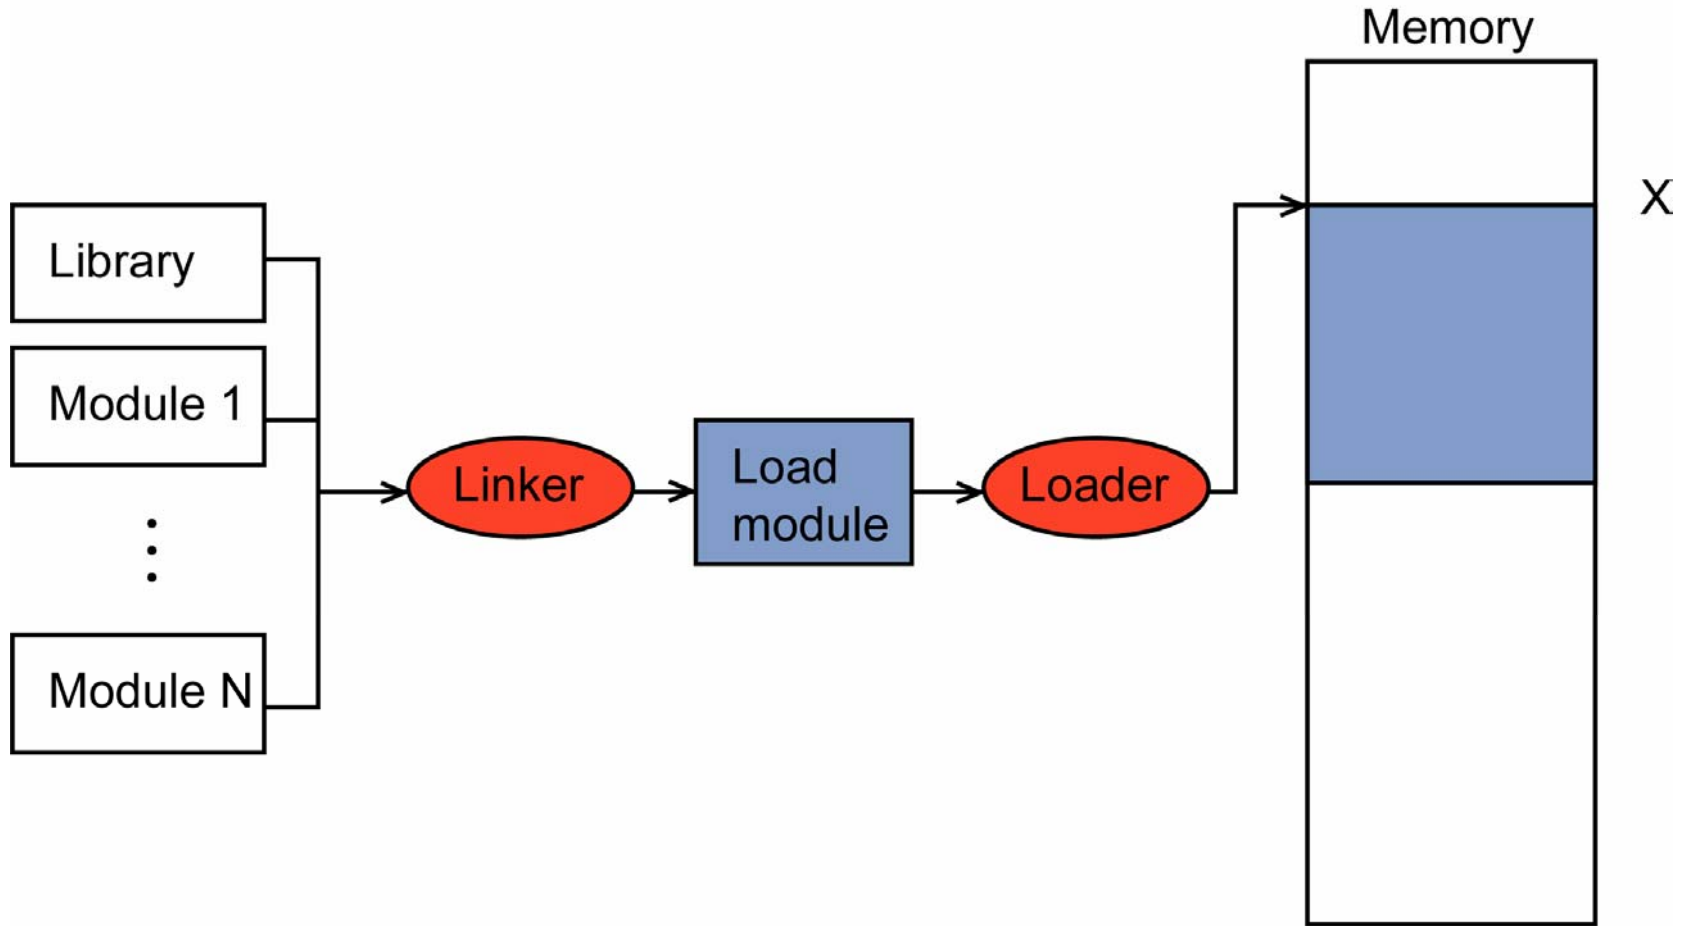 Memory
X
Library
Module 1
Linker
Load
module
Loader
Module N